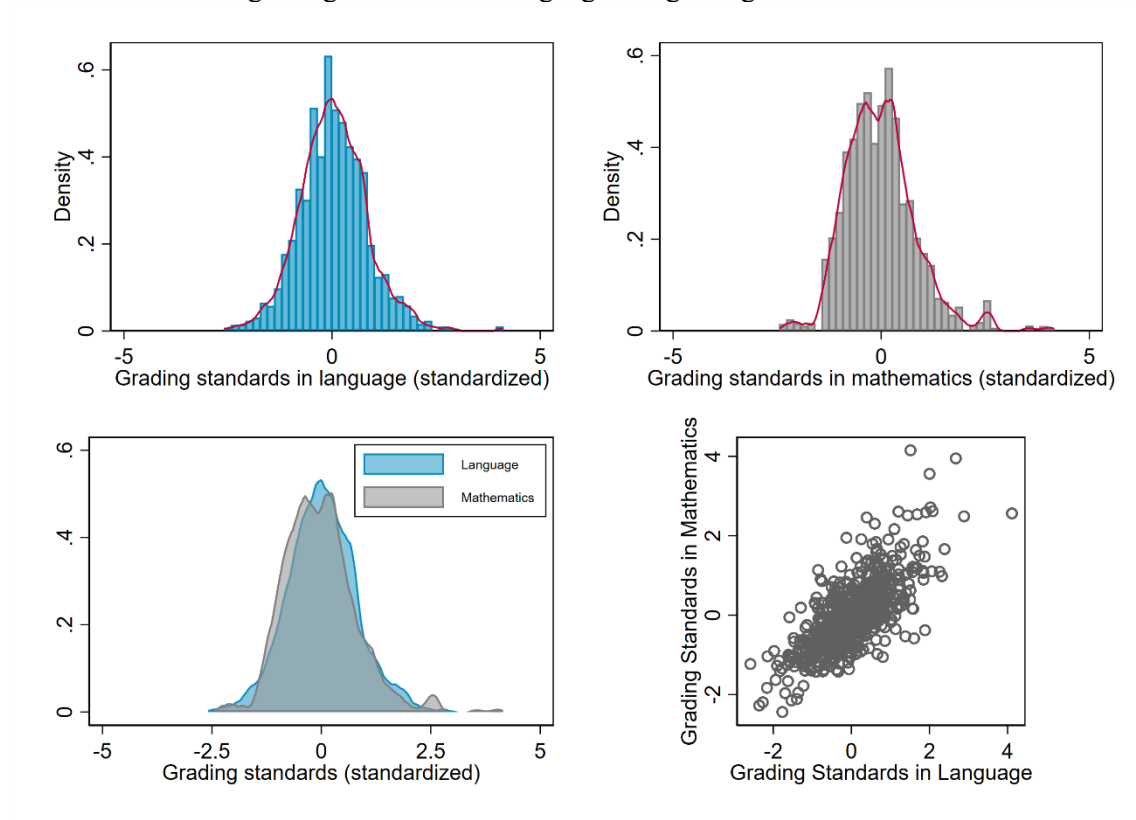 Density
.6
.4
.2
0
-5 0 5
Grading standards in language (standardized)
Density
.6
.4
.2
0
-5 0 5
Grading standards in mathematics (standardized)
.6
.4
.2
0
Language
Mathematics
-5 -2.5 0 2.5 5
Grading standards (standardized)
Grading Standards in Mathematics
4
2
0
-2
-2 0 2 4
Grading Standards in Language